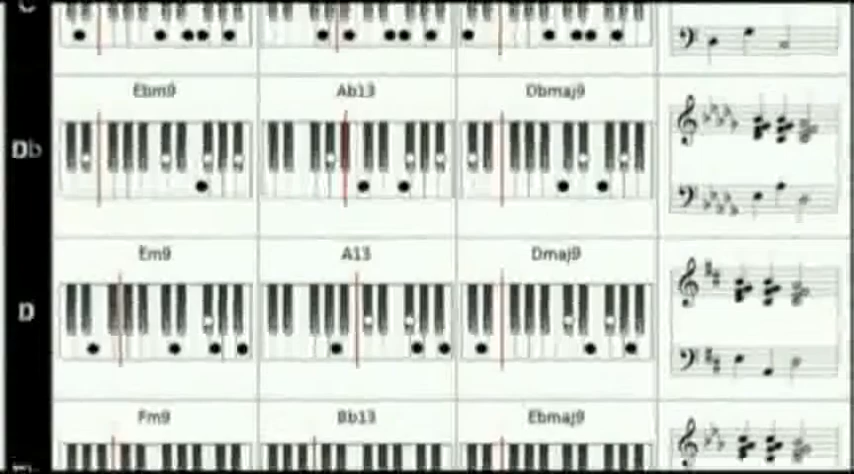 C
Ebm9 Ab13 Dbmaj9
Db
Em9 A13 Dmaj9
D
Fm9 Bb13 Ebmaj9